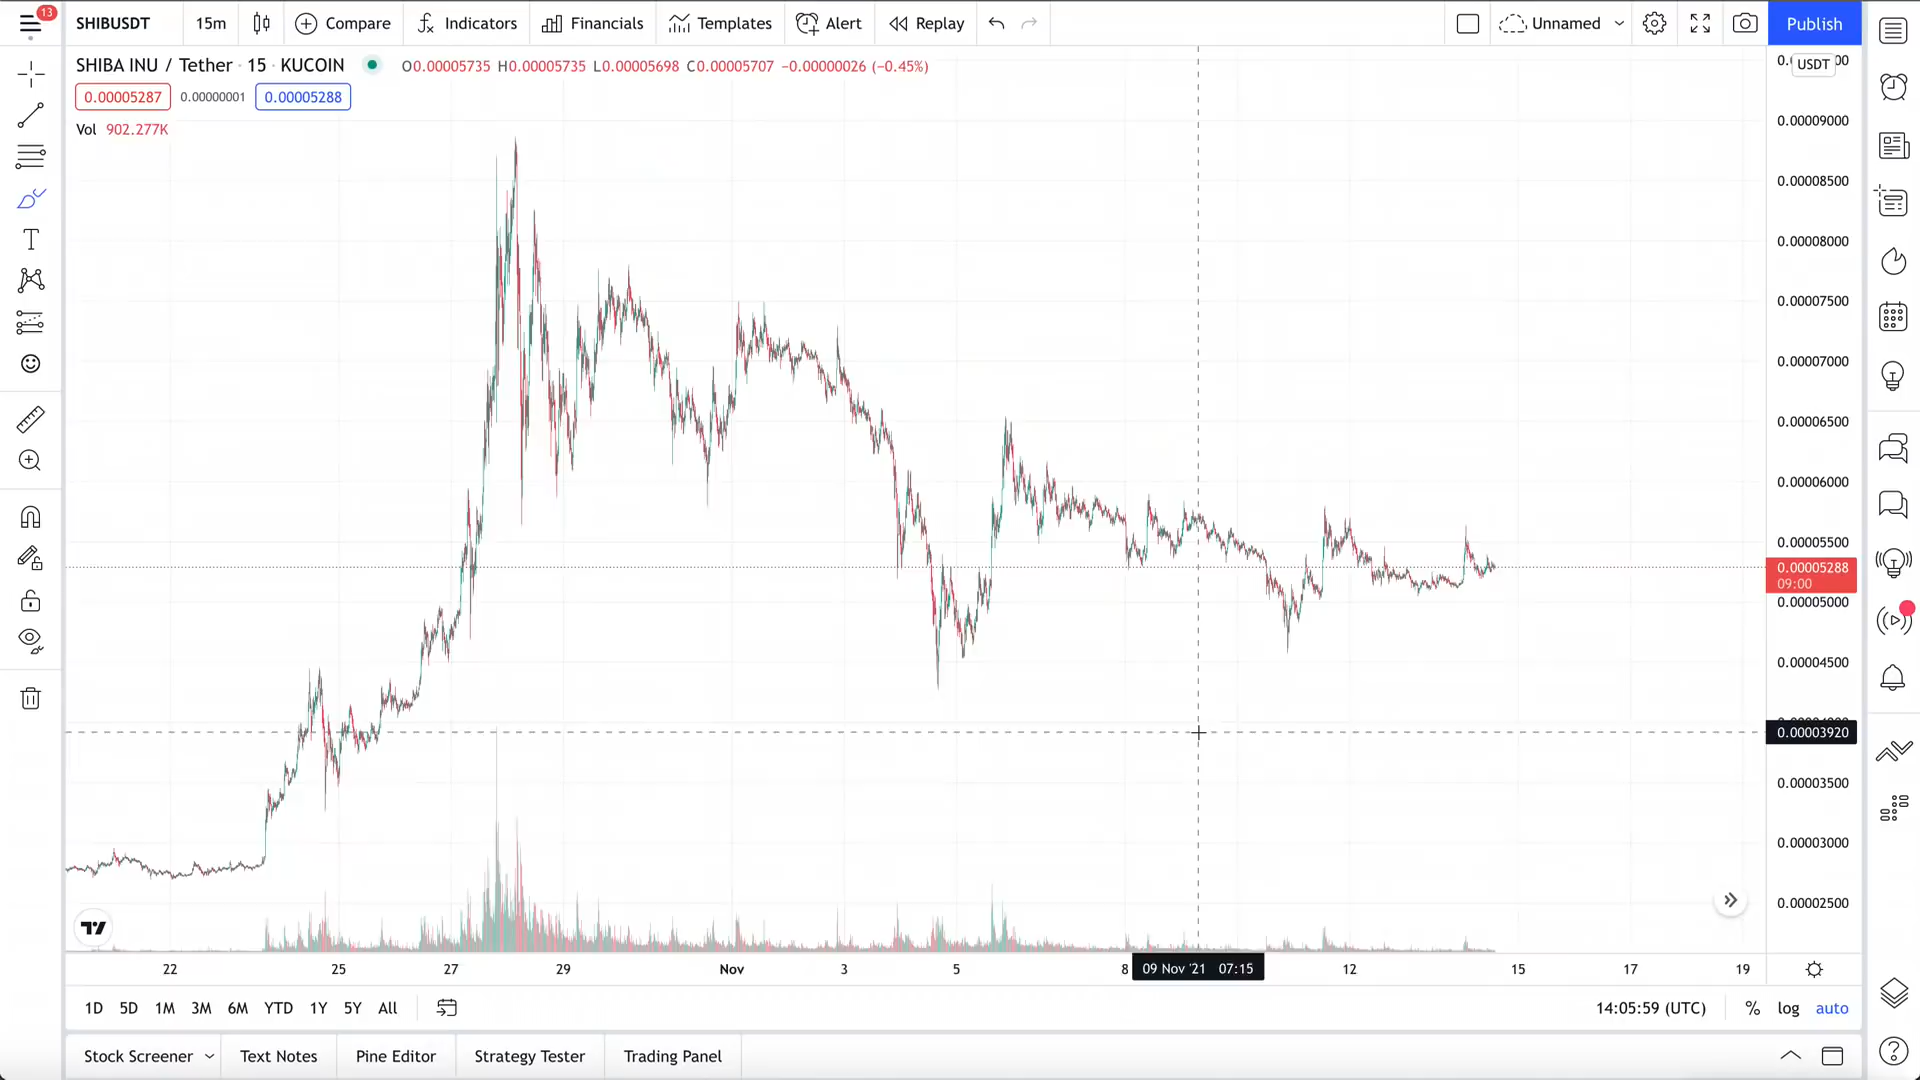 13
SHIBUSDT 15m Compare Indicators Financials Templates Alert Replay Unnamed Publish
SHIBA INU / Tether · 15 · KUCOIN O0.00005735 H0.00005735 L0.00005698 C0.00005707 −0.00000026 (−0.45%)
USDT
0.00005287 0.00000001 0.00005288
Vol 902.277K
0.00009000
0.00008500
0.00008000
0.00007500
0.00007000
0.00006500
0.00006000
0.00005500
0.00005288
09:00
0.00005000
0.00004500
0.00003920
0.00003500
0.00003000
0.00002500
22 25 27 29 Nov 3 5 8 09 Nov '21 07:15 12 15 17 19
1D 5D 1M 3M 6M YTD 1Y 5Y All 14:05:59 (UTC) % log auto
Stock Screener Text Notes Pine Editor Strategy Tester Trading Panel